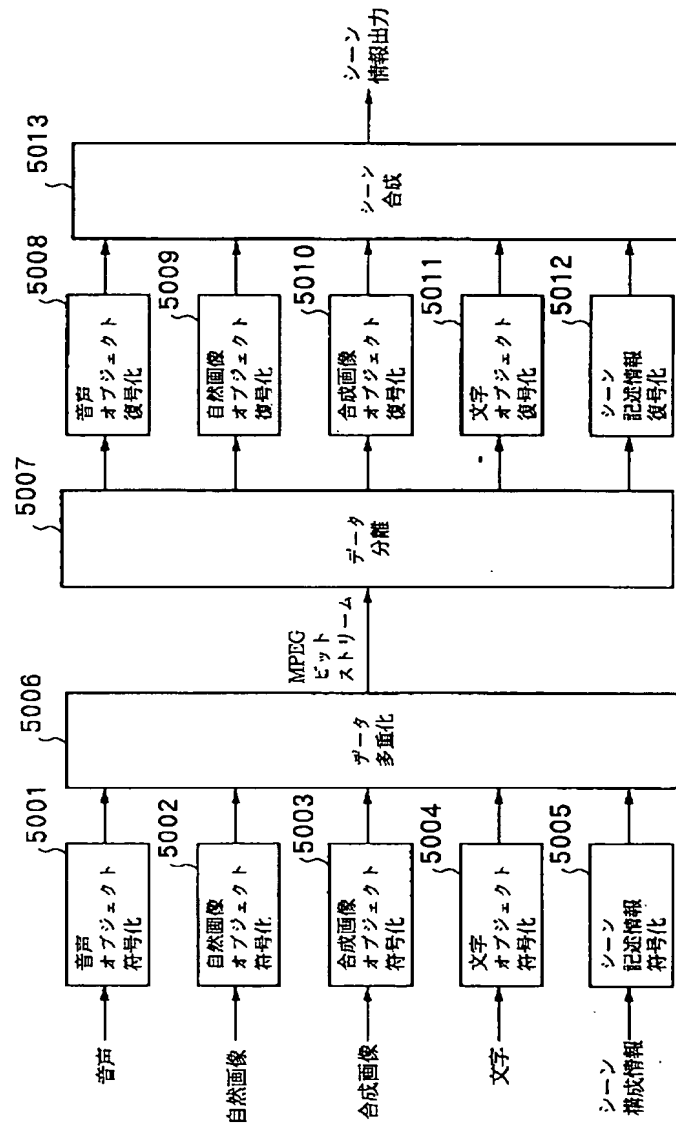 音声
5001
音声
オブジェクト
符号化
自然画像
5002
自然画像
オブジェクト
符号化
合成画像
5003
合成画像
オブジェクト
符号化
文字
5004
文字
オブジェクト
符号化
シーン
構成情報
5005
シーン
記述情報
符号化
5006
データ
多重化
MPEG
ビット
ストリーム
5007
データ
分離
5008
音声
オブジェクト
復号化
5009
自然画像
オブジェクト
復号化
5010
合成画像
オブジェクト
復号化
5011
文字
オブジェクト
復号化
5012
シーン
記述情報
復号化
5013
シーン
合成
シーン
情報出力